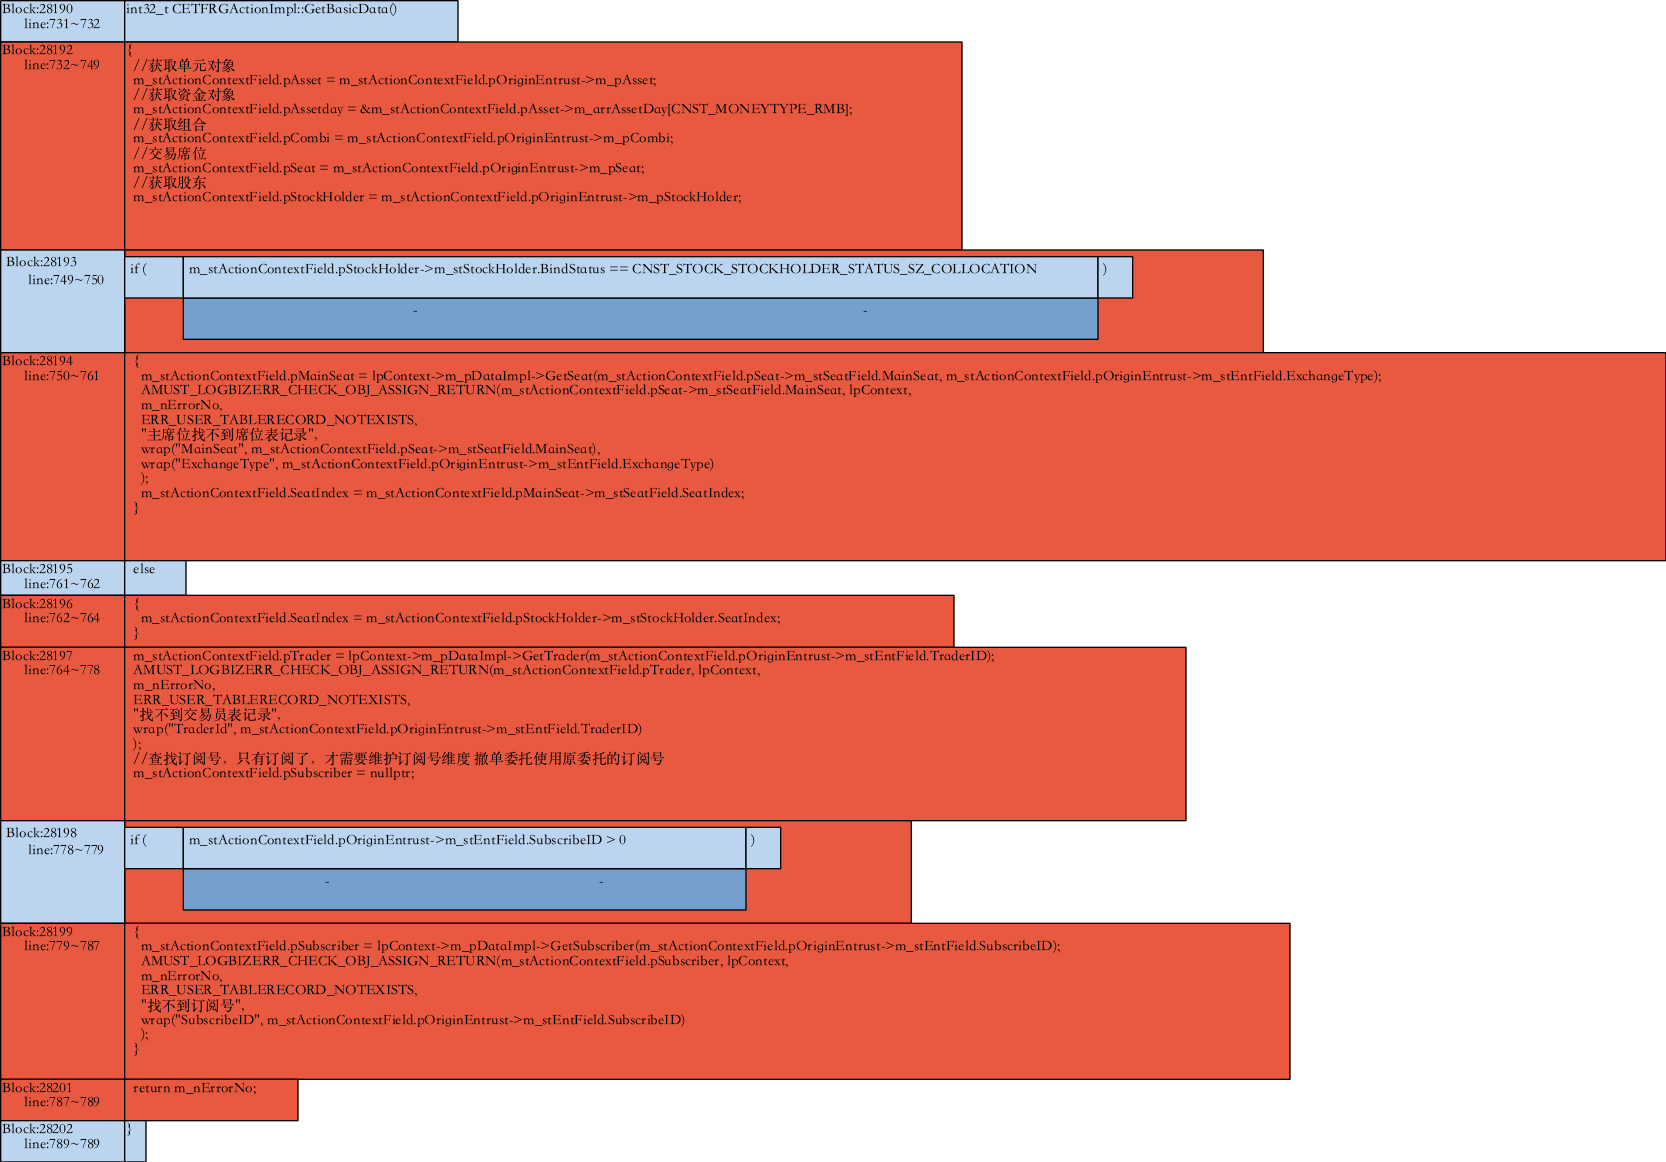 Block:28190
line:731~732
int32_t CETFRGActionImpl::GetBasicData()
Block:28192
line:732~749
{
//获取单元对象
m_stActionContextField.pAsset = m_stActionContextField.pOriginEntrust->m_pAsset;
//获取资金对象
m_stActionContextField.pAssetday = &m_stActionContextField.pAsset->m_arrAssetDay[CNST_MONEYTYPE_RMB];
//获取组合
m_stActionContextField.pCombi = m_stActionContextField.pOriginEntrust->m_pCombi;
//交易席位
m_stActionContextField.pSeat = m_stActionContextField.pOriginEntrust->m_pSeat;
//获取股东
m_stActionContextField.pStockHolder = m_stActionContextField.pOriginEntrust->m_pStockHolder;
Block:28193
line:749~750
if ( m_stActionContextField.pStockHolder->m_stStockHolder.BindStatus == CNST_STOCK_STOCKHOLDER_STATUS_SZ_COLLOCATION )
- -
Block:28194
line:750~761
{
m_stActionContextField.pMainSeat = lpContext->m_pDataImpl->GetSeat(m_stActionContextField.pSeat->m_stSeatField.MainSeat, m_stActionContextField.pOriginEntrust->m_stEntField.ExchangeType);
AMUST_LOGBIZERR_CHECK_OBJ_ASSIGN_RETURN(m_stActionContextField.pSeat->m_stSeatField.MainSeat, lpContext,
m_nErrorNo,
ERR_USER_TABLERECORD_NOTEXISTS,
"主席位找不到席位表记录",
wrap("MainSeat", m_stActionContextField.pSeat->m_stSeatField.MainSeat),
wrap("ExchangeType", m_stActionContextField.pOriginEntrust->m_stEntField.ExchangeType)
);
m_stActionContextField.SeatIndex = m_stActionContextField.pMainSeat->m_stSeatField.SeatIndex;
}
Block:28195
line:761~762
else
Block:28196
line:762~764
{
m_stActionContextField.SeatIndex = m_stActionContextField.pStockHolder->m_stStockHolder.SeatIndex;
}
Block:28197
line:764~778
m_stActionContextField.pTrader = lpContext->m_pDataImpl->GetTrader(m_stActionContextField.pOriginEntrust->m_stEntField.TraderID);
AMUST_LOGBIZERR_CHECK_OBJ_ASSIGN_RETURN(m_stActionContextField.pTrader, lpContext,
m_nErrorNo,
ERR_USER_TABLERECORD_NOTEXISTS,
"找不到交易员表记录",
wrap("TraderId", m_stActionContextField.pOriginEntrust->m_stEntField.TraderID)
);
//查找订阅号，只有订阅了，才需要维护订阅号维度 撤单委托使用原委托的订阅号
m_stActionContextField.pSubscriber = nullptr;
Block:28198
line:778~779
if ( m_stActionContextField.pOriginEntrust->m_stEntField.SubscribeID > 0 )
- -
Block:28199
line:779~787
{
m_stActionContextField.pSubscriber = lpContext->m_pDataImpl->GetSubscriber(m_stActionContextField.pOriginEntrust->m_stEntField.SubscribeID);
AMUST_LOGBIZERR_CHECK_OBJ_ASSIGN_RETURN(m_stActionContextField.pSubscriber, lpContext,
m_nErrorNo,
ERR_USER_TABLERECORD_NOTEXISTS,
"找不到订阅号",
wrap("SubscribeID", m_stActionContextField.pOriginEntrust->m_stEntField.SubscribeID)
);
}
Block:28201
line:787~789
return m_nErrorNo;
Block:28202
line:789~789
}